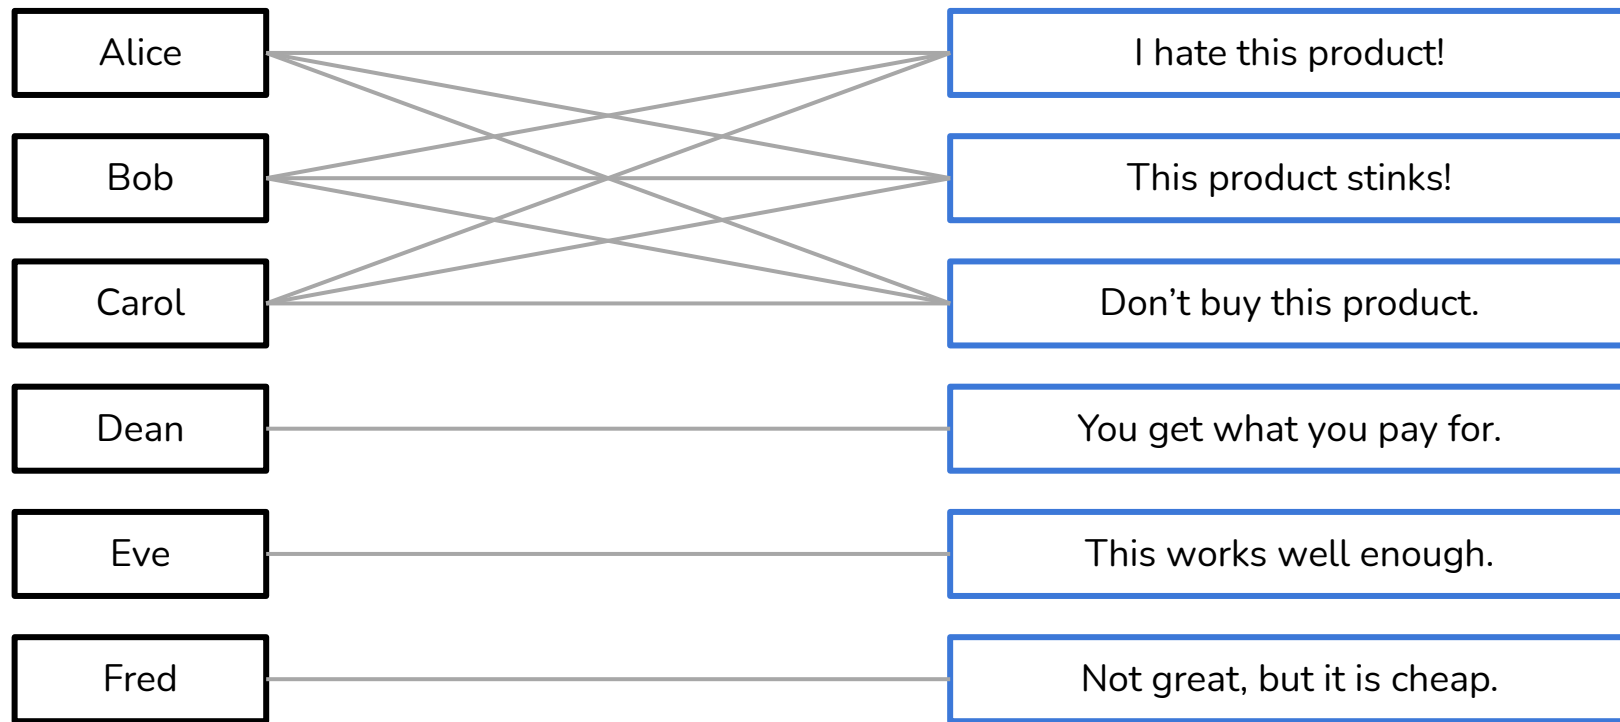 Alice
I hate this product!
Bob
This product stinks!
Carol
Don’t buy this product.
Dean
You get what you pay for.
Eve
This works well enough.
Fred
Not great, but it is cheap.